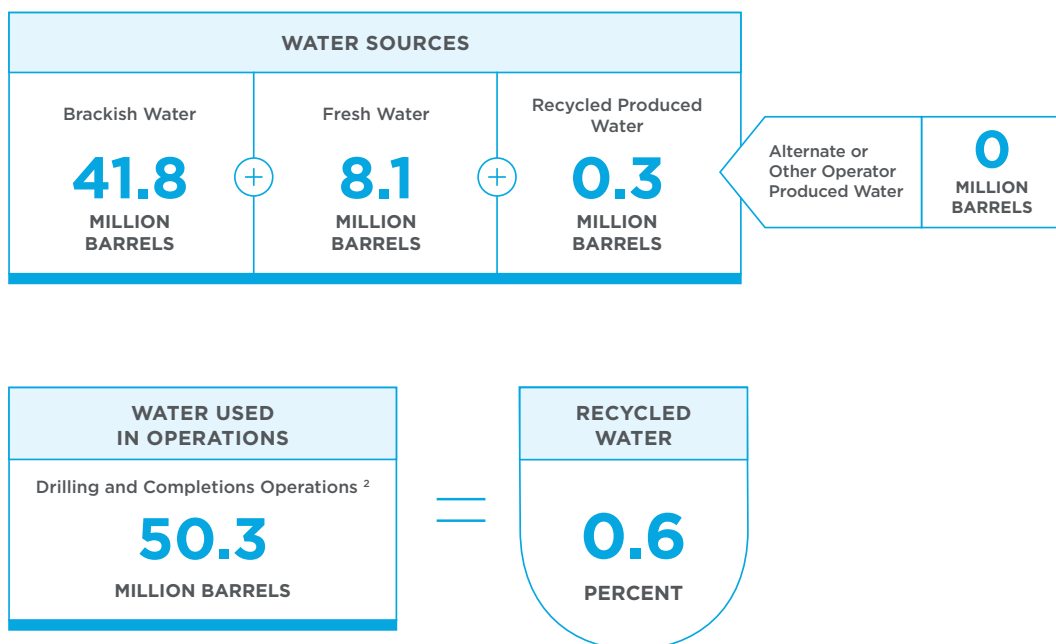 WATER SOURCES
Brackish Water
41.8
MILLION
BARRELS
+
Fresh Water
8.1
MILLION
BARRELS
+
Recycled Produced
Water
0.3
MILLION
BARRELS
Alternate or
Other Operator
Produced Water
0
MILLION
BARRELS
WATER USED
IN OPERATIONS
Drilling and Completions Operations ²
50.3
MILLION BARRELS
=
RECYCLED
WATER
0.6
PERCENT